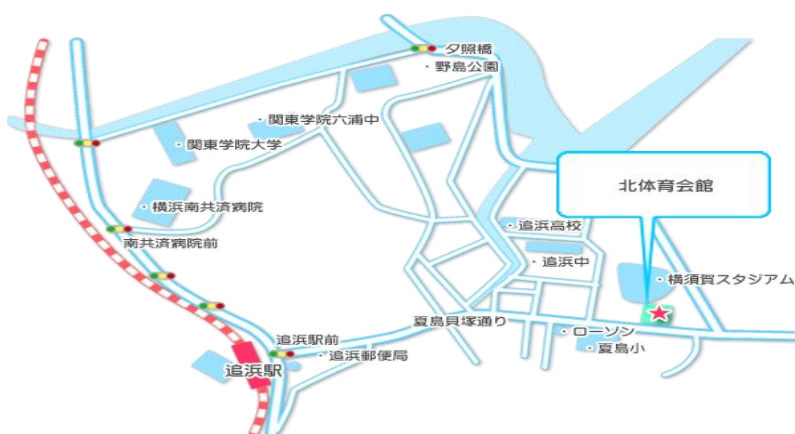 夕照橋
・野島公園
・関東学院六浦中
・関東学院大学
北体育会館
・横浜南共済病院
・追浜高校
南共済病院前
・追浜中
・横須賀スタジアム
夏島貝塚通り
・ローソン
追浜駅前
・追浜郵便局
・夏島小
追浜駅